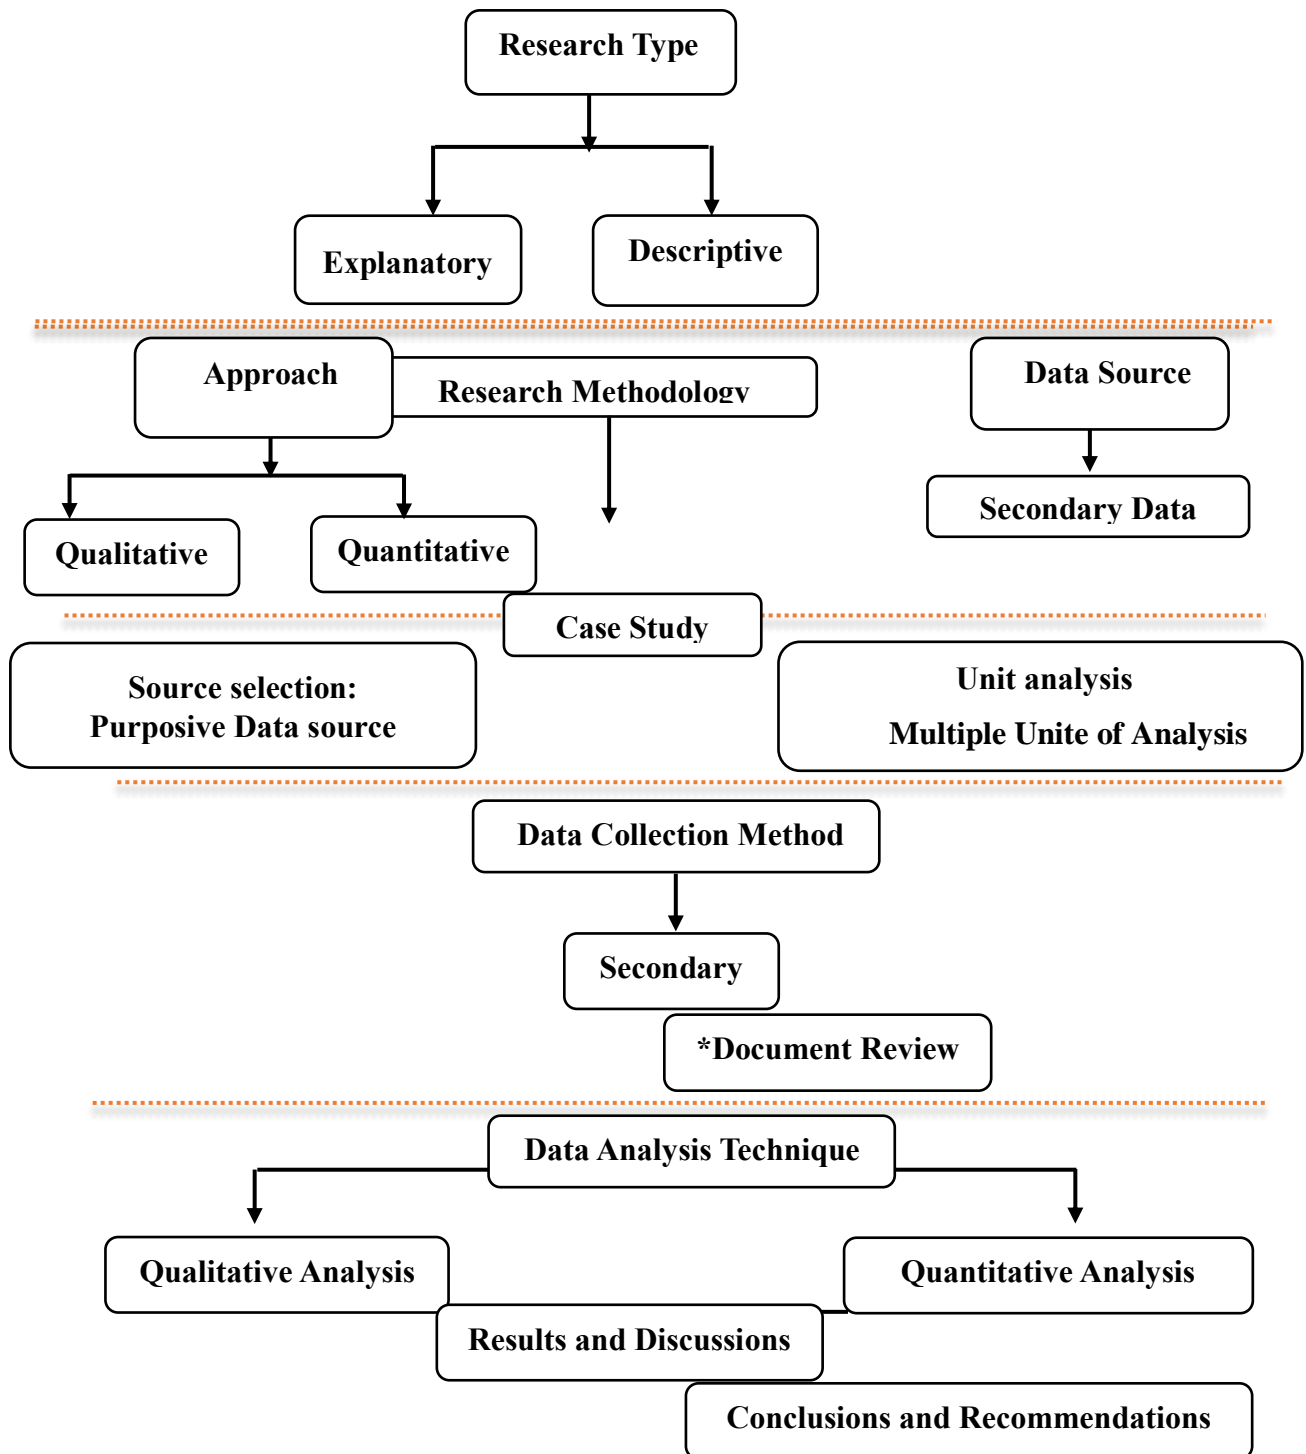 Research Type
Explanatory
Descriptive
Approach
Research Methodology
Data Source
Qualitative
Quantitative
Secondary Data
Case Study
Source selection:
Purposive Data source
Unit analysis
Multiple Unite of Analysis
Data Collection Method
Secondary
*Document Review
Data Analysis Technique
Qualitative Analysis
Quantitative Analysis
Results and Discussions
Conclusions and Recommendations